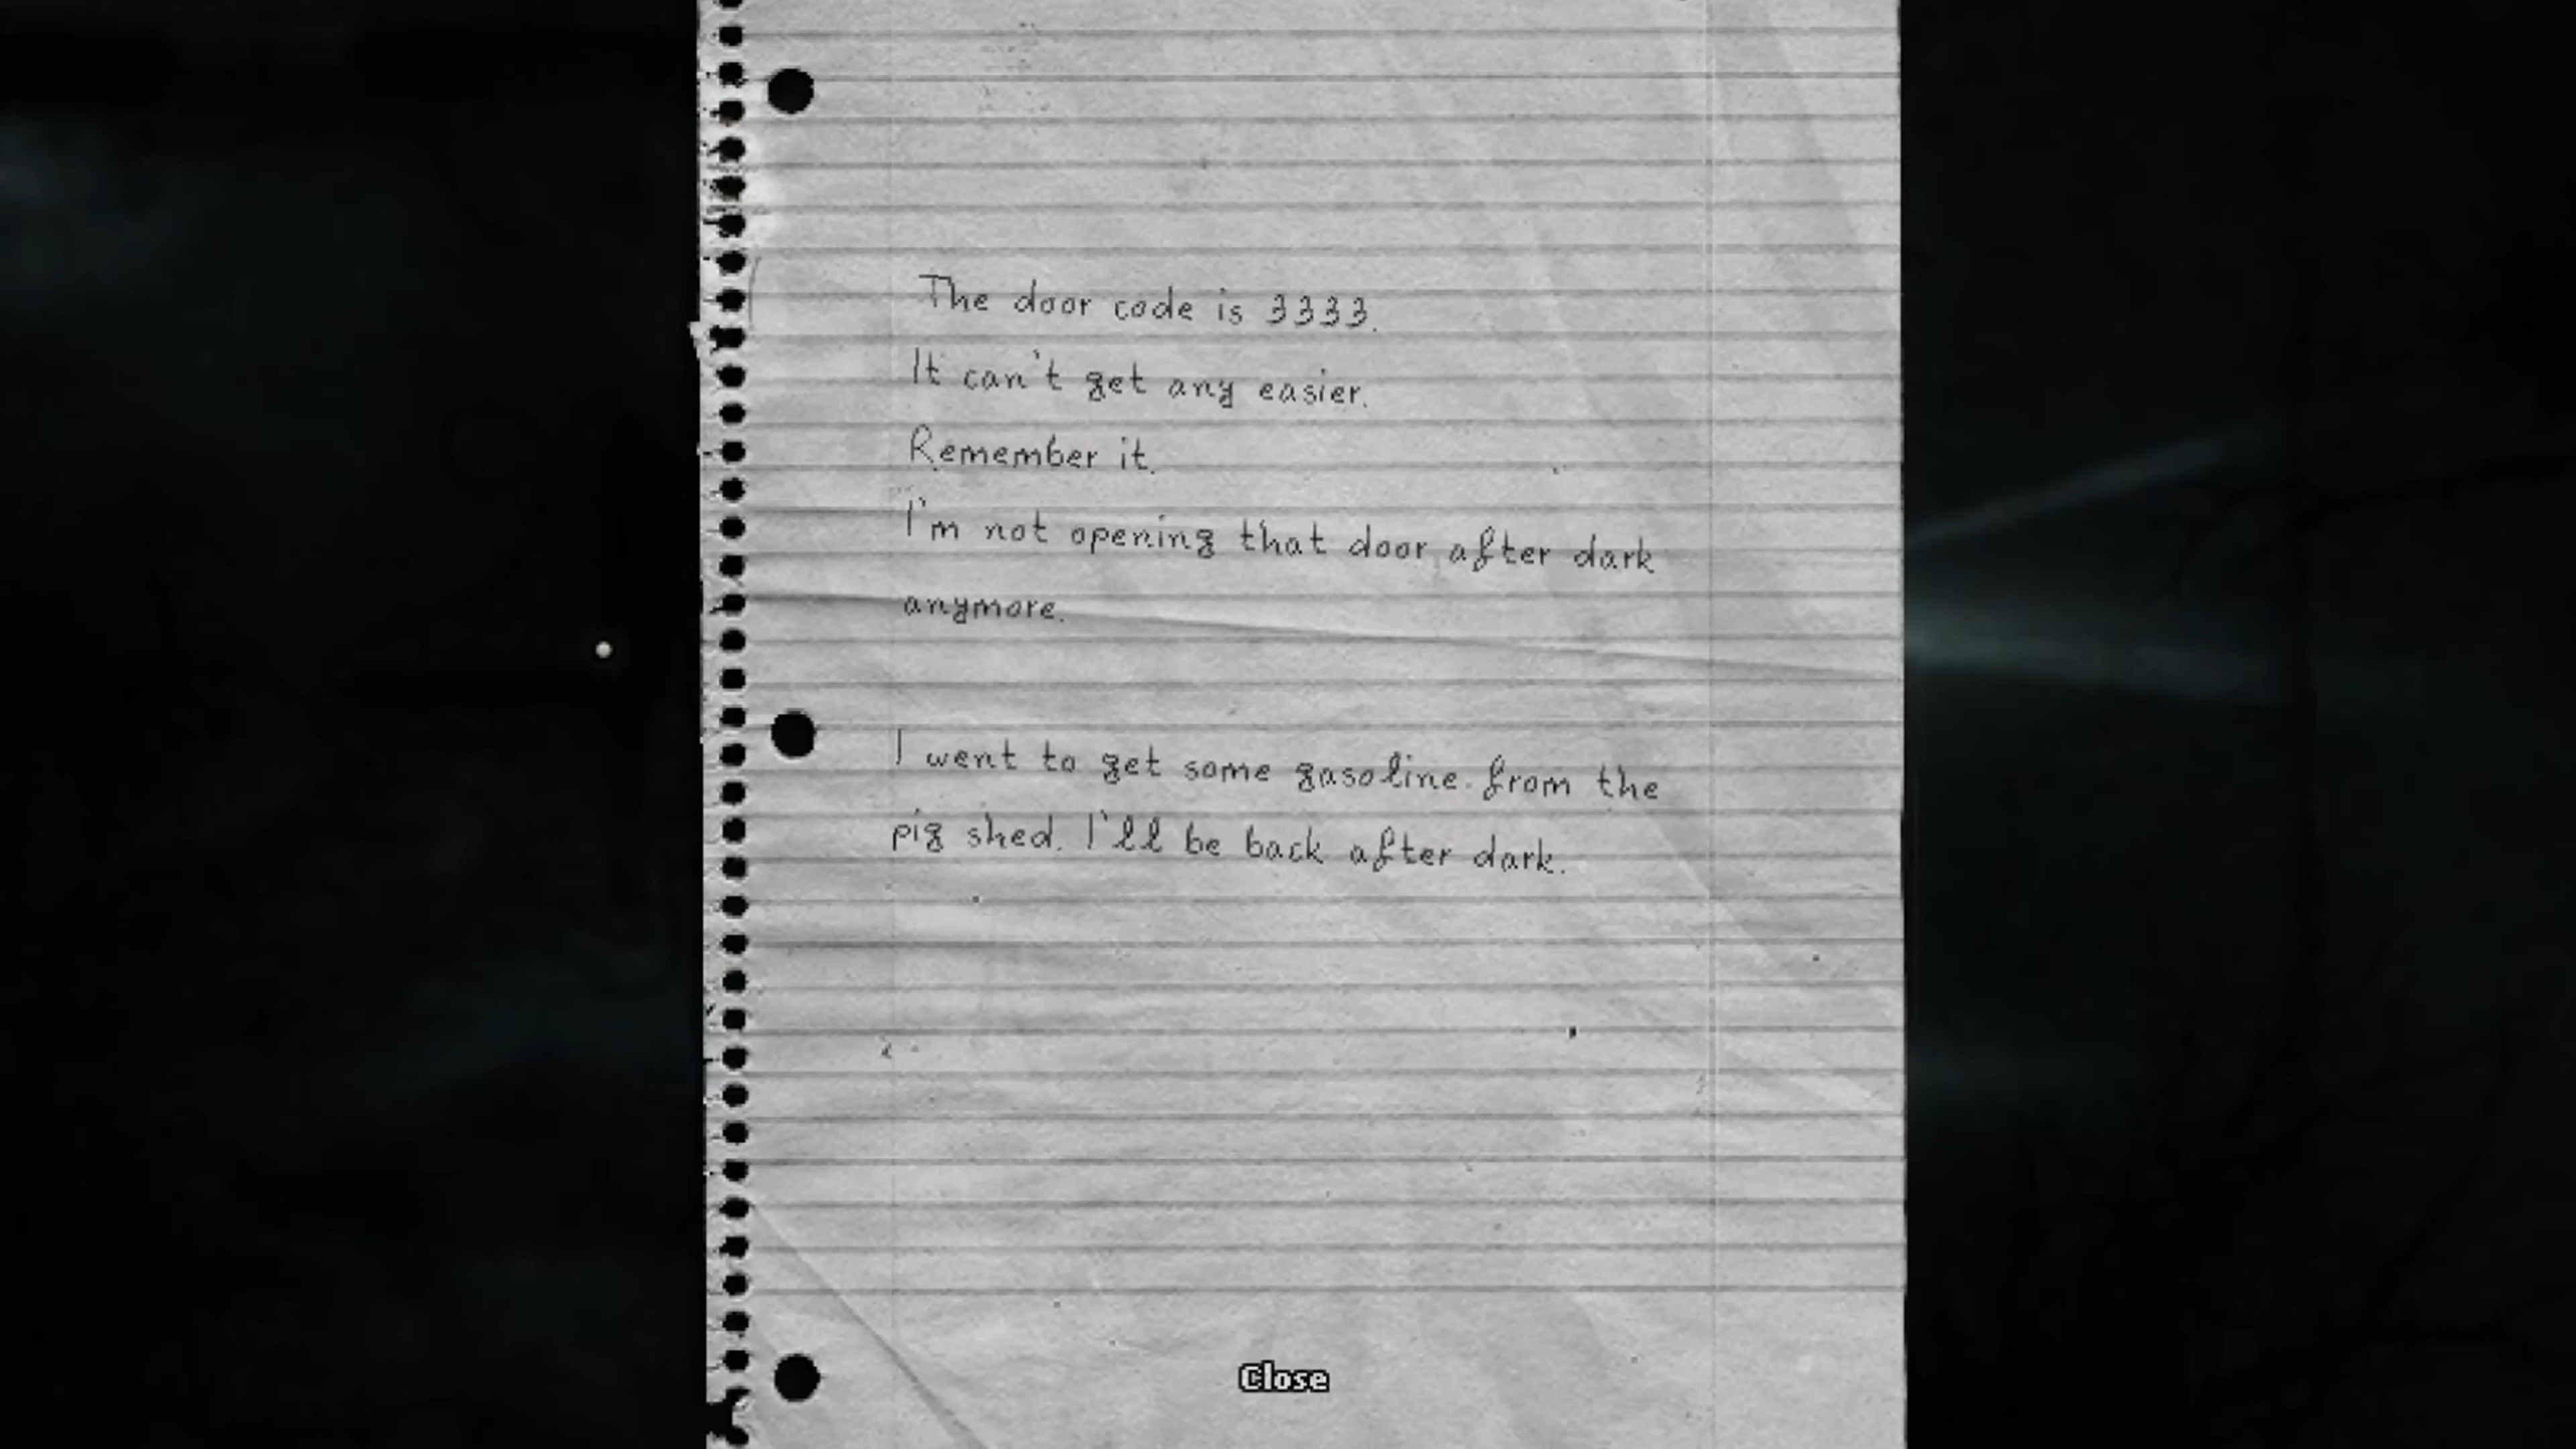 The door code is 3333.
It can't get any easier.
Remember it.
I'm not opening that door after dark
anymore.
I went to get some gasoline from the
pig shed. I'll be back after dark.
Close